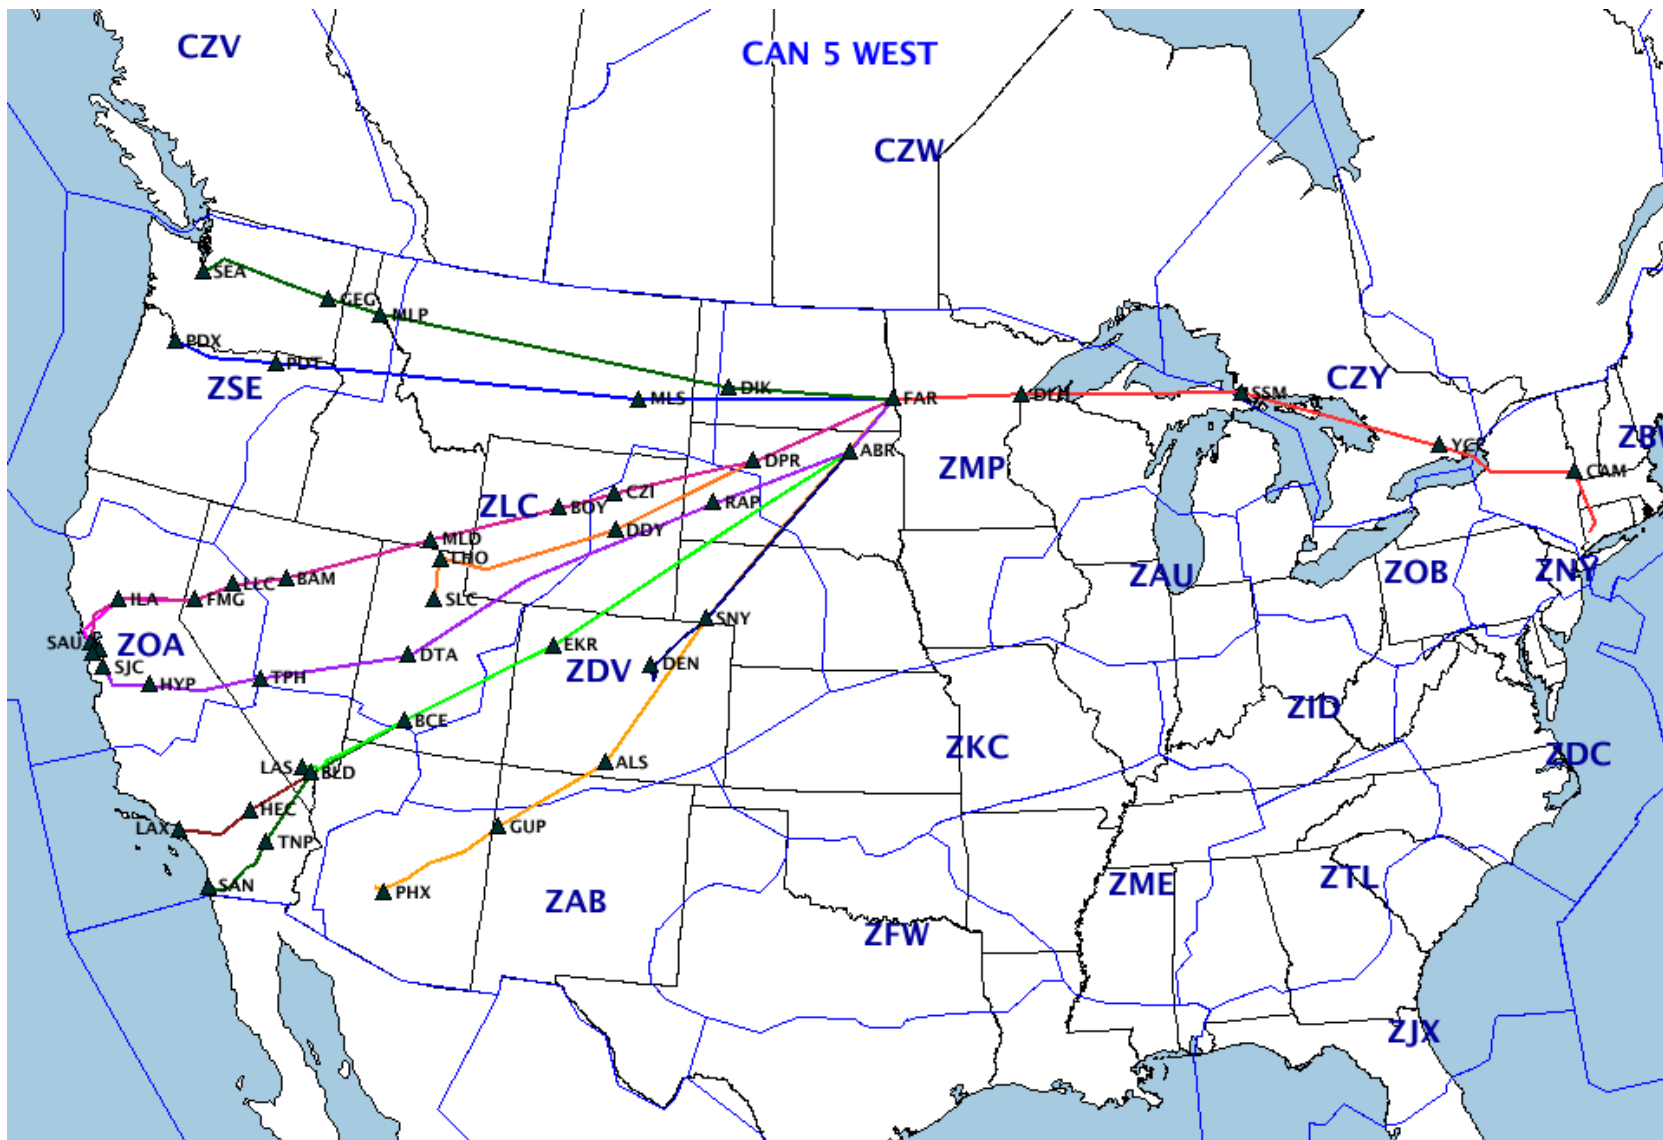 CZV
CAN 5 WEST
CZW
SEA
GEG
MLP
PDX
PDT
ZSE
MLS
DIK
FAR
DLH
SSM
CZY
YCF
CAM
ABR
DPR
ZMP
ZLC
CZI
BOY
RAP
DDY
MLD
LHO
SLC
BAM
LLC
FMG
ILA
ZAU
ZOB
ZNY
SNY
SAU
ZOA
SJC
HYP
TPH
DTA
EKR
ZDV
DEN
BCE
ZID
ZKC
ZDC
ALS
LAS
BLD
HEC
LAX
TNP
GUP
SAN
PHX
ZAB
ZME
ZTL
ZFW
ZJX